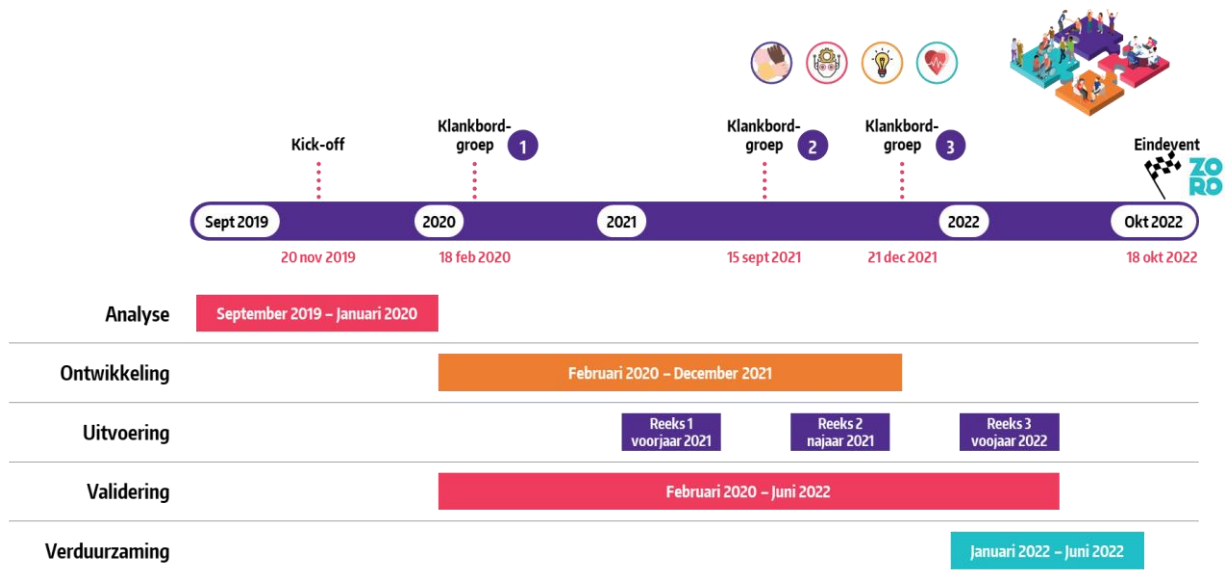 Kick-off
Klankbord-
groep 1
Klankbord-
groep 2
Klankbord-
groep 3
Eindevent
ZO
RO
Sept 2019
2020
2021
2022
Okt 2022
20 nov 2019
18 feb 2020
15 sept 2021
21 dec 2021
18 okt 2022
Analyse
September 2019 – Januari 2020
Ontwikkeling
Februari 2020 – December 2021
Uitvoering
Reeks 1
voorjaar 2021
Reeks 2
najaar 2021
Reeks 3
voojaar 2022
Validering
Februari 2020 – Juni 2022
Verduurzaming
Januari 2022 – Juni 2022